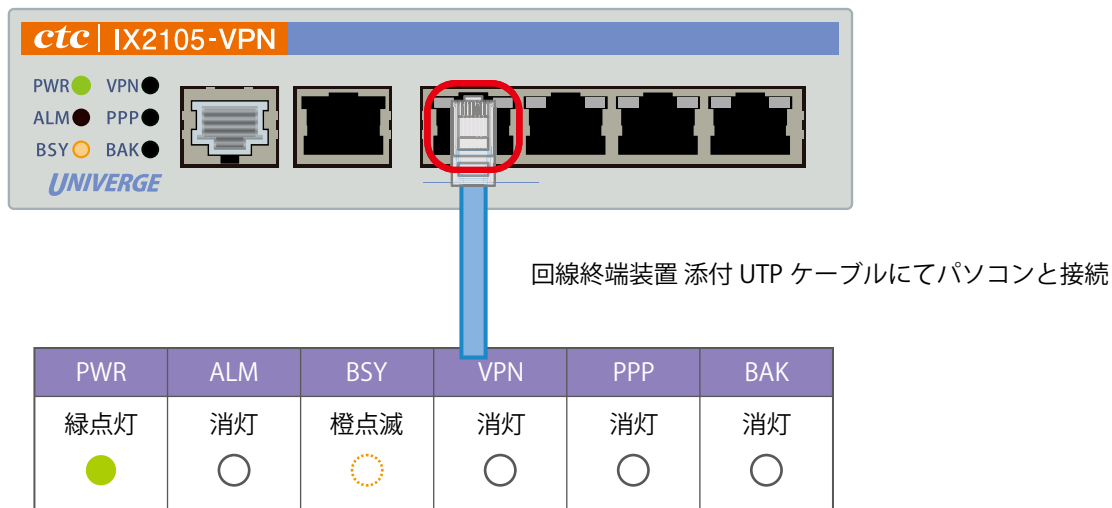 ctc IX2105-VPN
PWR VPN
ALM PPP
BSY BAK
UNIVERGE
回線終端装置 添付 UTP ケーブルにてパソコンと接続
PWR ALM BSY VPN PPP BAK
緑点灯 消灯 橙点滅 消灯 消灯 消灯